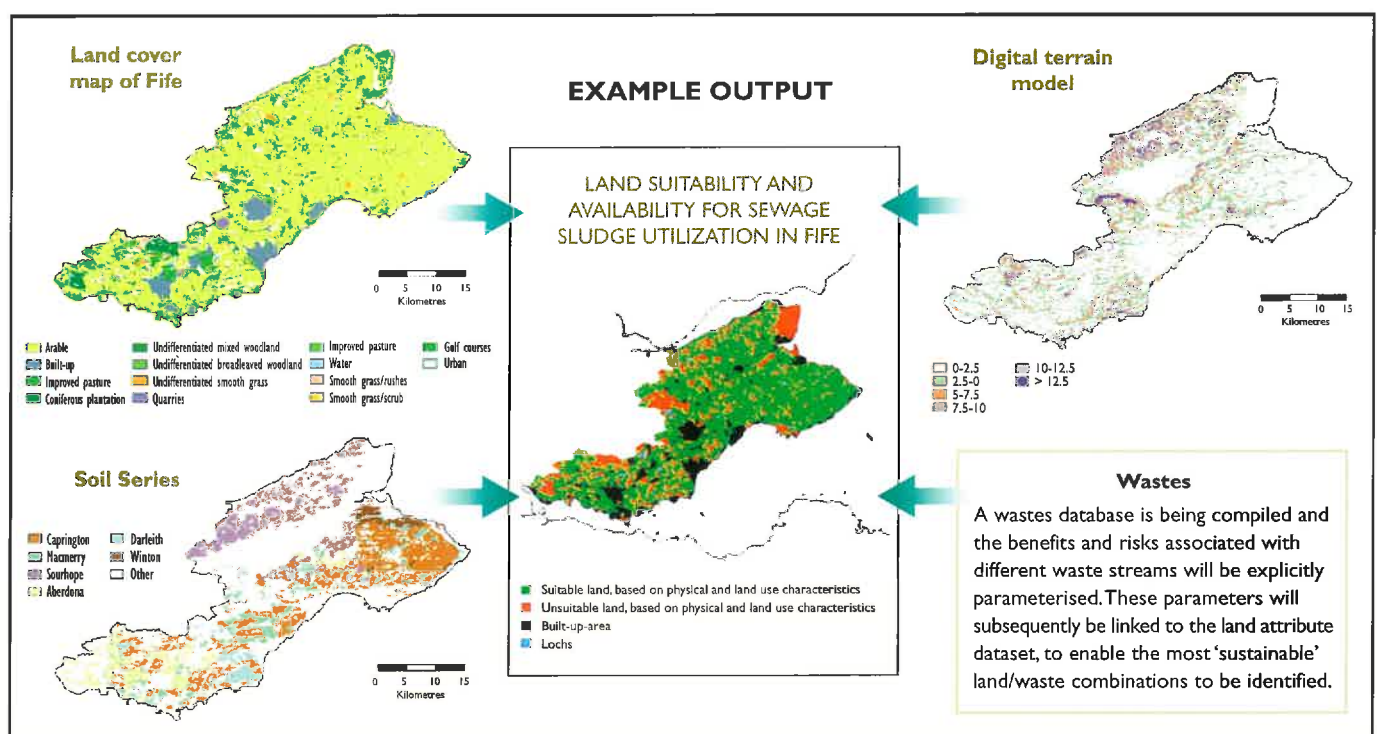 Land cover
map of Fife
0 5 10 15
Kilometres
Arable
Built-up
Improved pasture
Coniferous plantation
Undifferentiated mixed woodland
Undifferentiated broadleaved woodland
Undifferentiated smooth grass
Quarries
Improved pasture
Water
Smooth grass/rushes
Smooth grass/scrub
Golf courses
Urban
Soil Series
Caprington
Macmerry
Sourhope
Aberdona
Darleith
Winton
Other
0 5 10 15
Kilometres
EXAMPLE OUTPUT
LAND SUITABILITY AND
AVAILABILITY FOR SEWAGE
SLUDGE UTILIZATION IN FIFE
Suitable land, based on physical and land use characteristics
Unsuitable land, based on physical and land use characteristics
Built-up-area
Lochs
Digital terrain
model
0 5 10 15
Kilometres
0-2.5
2.5-0
5-7.5
7.5-10
10-12.5
> 12.5
Wastes
A wastes database is being compiled and
the benefits and risks associated with
different waste streams will be explicitly
parameterised. These parameters will
subsequently be linked to the land attribute
dataset, to enable the most ‘sustainable’
land/waste combinations to be identified.